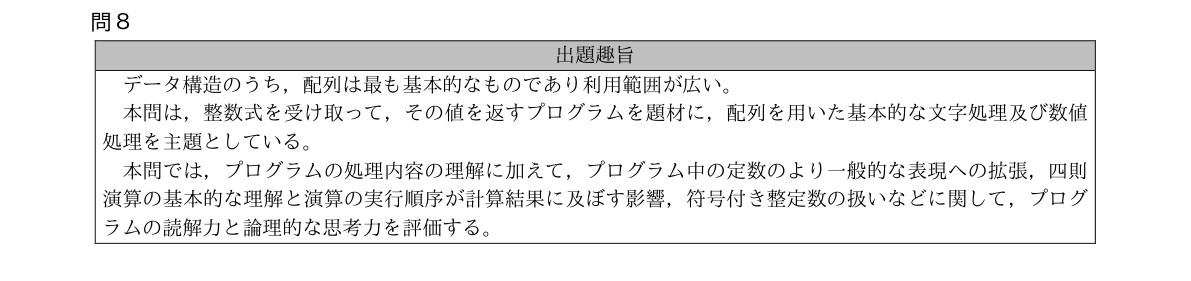 問８
出題趣旨
データ構造のうち，配列は最も基本的なものであり利用範囲が広い。
本問は，整数式を受け取って，その値を返すプログラムを題材に，配列を用いた基本的な文字処理及び数値
処理を主題としている。
本問では，プログラムの処理内容の理解に加えて，プログラム中の定数のより一般的な表現への拡張，四則
演算の基本的な理解と演算の実行順序が計算結果に及ぼす影響，符号付き整定数の扱いなどに関して，プログ
ラムの読解力と論理的な思考力を評価する。